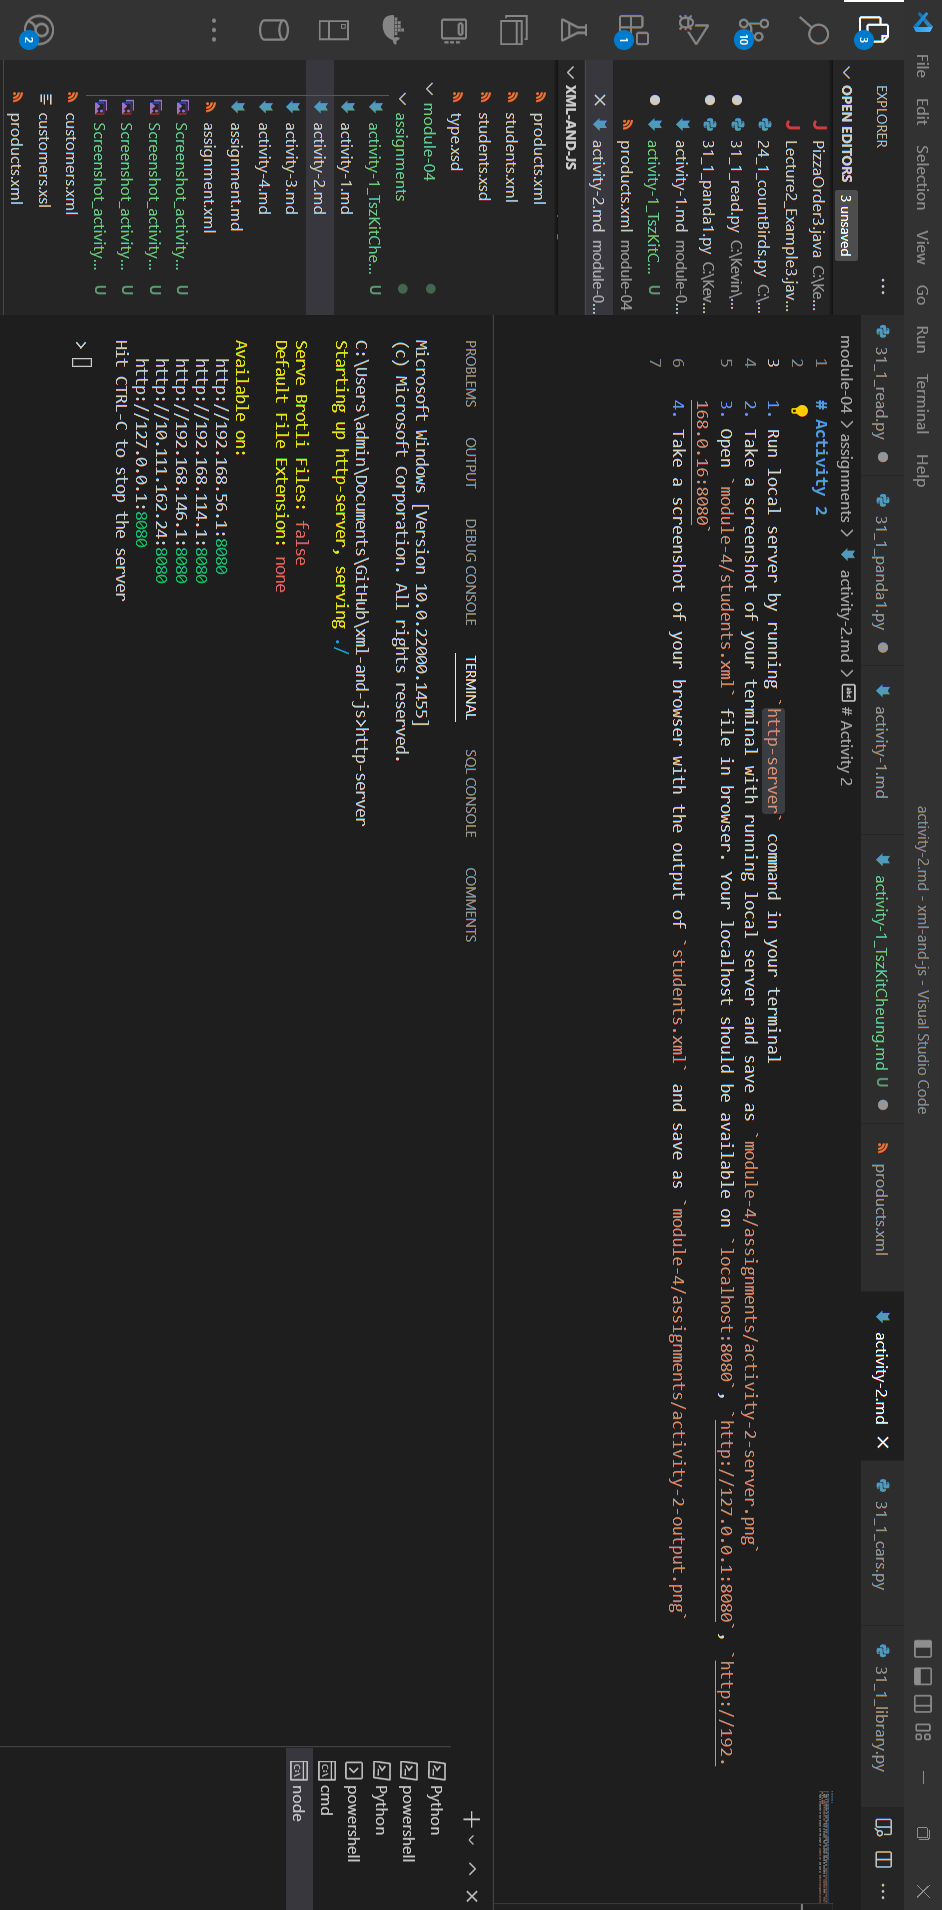 File Edit Selection View Go Run Terminal Help
activity-2.md - xml-and-js - Visual Studio Code
EXPLORER
31_1_read.py
31_1_panda1.py
activity-1.md
activity-1_TszKitCheung.md U
products.xml
activity-2.md
31_1_cars.py
31_1_library.py
OPEN EDITORS 3 unsaved
PizzaOrder3.java C:\Ke...
Lecture2_Example3.jav...
24_1_countBirds.py C:\...
31_1_read.py C:\Kevin\...
31_1_panda1.py C:\Kev...
activity-1.md module-0...
activity-1_TszKitC... U
products.xml module-04
activity-2.md module-0...
XML-AND-JS
products.xml
students.xml
students.xsd
type.xsd
module-04
assignments
activity-1_TszKitChe... U
activity-1.md
activity-2.md
activity-3.md
activity-4.md
assignment.md
assignment.xml
Screenshot_activity... U
Screenshot_activity... U
Screenshot_activity... U
Screenshot_activity... U
customers.xml
customers.xsl
products.xml
3
10
1
2
module-04 > assignments > activity-2.md > # Activity 2
1 # Activity 2
2
3 1. Run local server by running `http-server` command in your terminal
4 2. Take a screenshot of your terminal with running local server and save as `module-4/assignments/activity-2-server.png`
5 3. Open `module-4/students.xml` file in browser. Your localhost should be available on `localhost:8080`, `http://127.0.0.1:8080`, `http://192.
168.0.16:8080`
6 4. Take a screenshot of your browser with the output of `students.xml` and save as `module-4/assignments/activity-2-output.png`
7
PROBLEMS OUTPUT DEBUG CONSOLE TERMINAL SQL CONSOLE COMMENTS
Microsoft Windows [Version 10.0.22000.1455]
(c) Microsoft Corporation. All rights reserved.
C:\Users\admin\Documents\GitHub\xml-and-js>http-server
Starting up http-server, serving ./
Serve Brotli Files: false
Default File Extension: none
Available on:
http://192.168.56.1:8080
http://192.168.114.1:8080
http://192.168.146.1:8080
http://10.111.162.24:8080
http://127.0.0.1:8080
Hit CTRL-C to stop the server
>
Python
powershell
Python
powershell
cmd
node